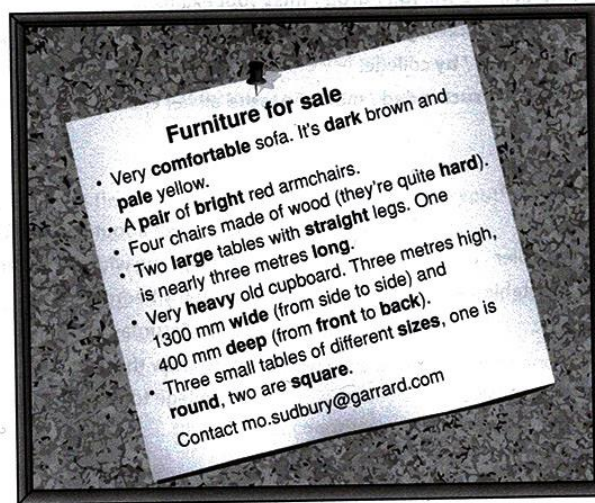 Furniture for sale
• Very comfortable sofa. It's dark brown and
pale yellow.
• A pair of bright red armchairs.
• Four chairs made of wood (they're quite hard).
• Two large tables with straight legs. One
is nearly three metres long.
• Very heavy old cupboard. Three metres high,
1300 mm wide (from side to side) and
400 mm deep (from front to back).
• Three small tables of different sizes, one is
round, two are square.
Contact mo.sudbury@garrard.com